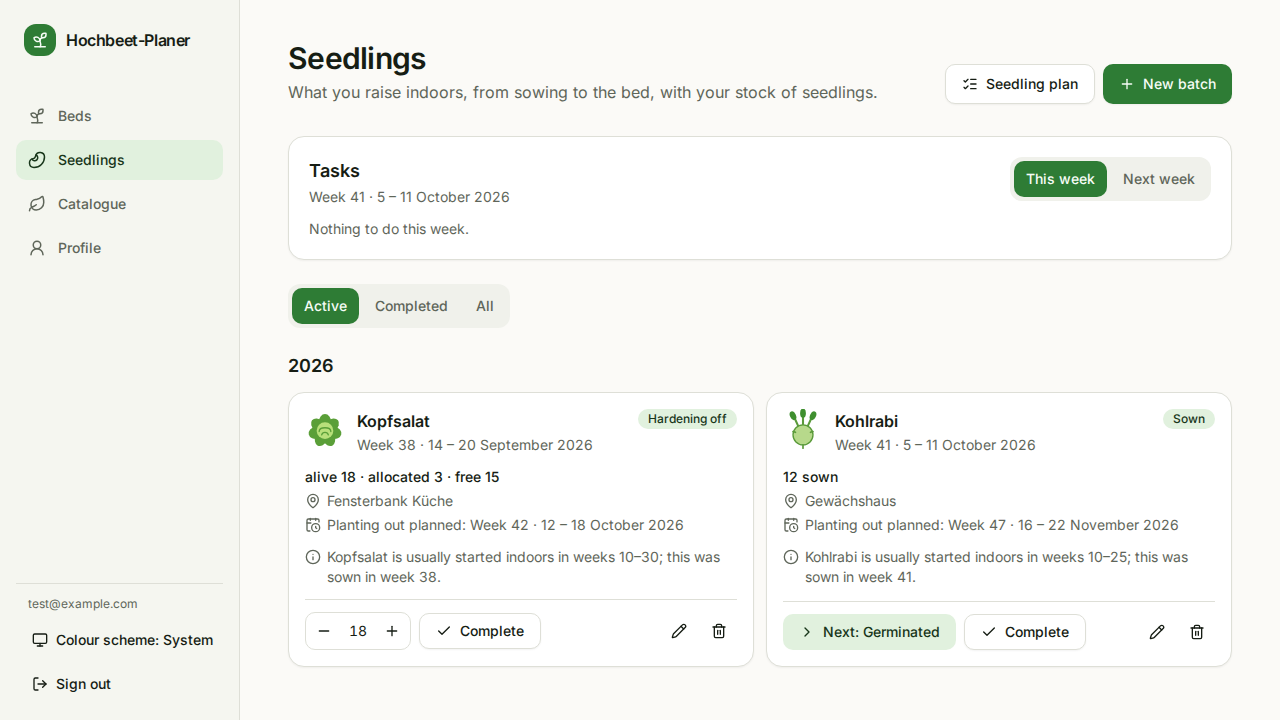 Hochbeet-Planer
Beds
Seedlings
Catalogue
Profile
test@example.com
Colour scheme: System
Sign out
Seedlings
What you raise indoors, from sowing to the bed, with your stock of seedlings.
Seedling plan
New batch
Tasks
Week 41 · 5 – 11 October 2026
Nothing to do this week.
This week
Next week
Active
Completed
All
2026
Kopfsalat
Hardening off
Week 38 · 14 – 20 September 2026
alive 18 · allocated 3 · free 15
Fensterbank Küche
Planting out planned: Week 42 · 12 – 18 October 2026
Kopfsalat is usually started indoors in weeks 10–30; this was
sown in week 38.
18
Complete
Kohlrabi
Sown
Week 41 · 5 – 11 October 2026
12 sown
Gewächshaus
Planting out planned: Week 47 · 16 – 22 November 2026
Kohlrabi is usually started indoors in weeks 10–25; this was
sown in week 41.
Next: Germinated
Complete